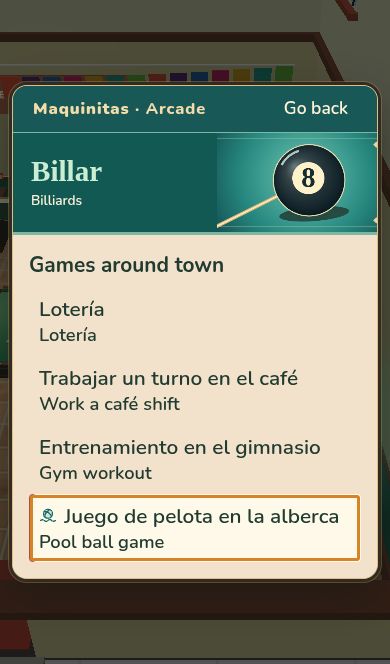 Maquinitas · Arcade
Go back
Billar
Billiards
8
Games around town
Lotería
Lotería
Trabajar un turno en el café
Work a café shift
Entrenamiento en el gimnasio
Gym workout
Juego de pelota en la alberca
Pool ball game